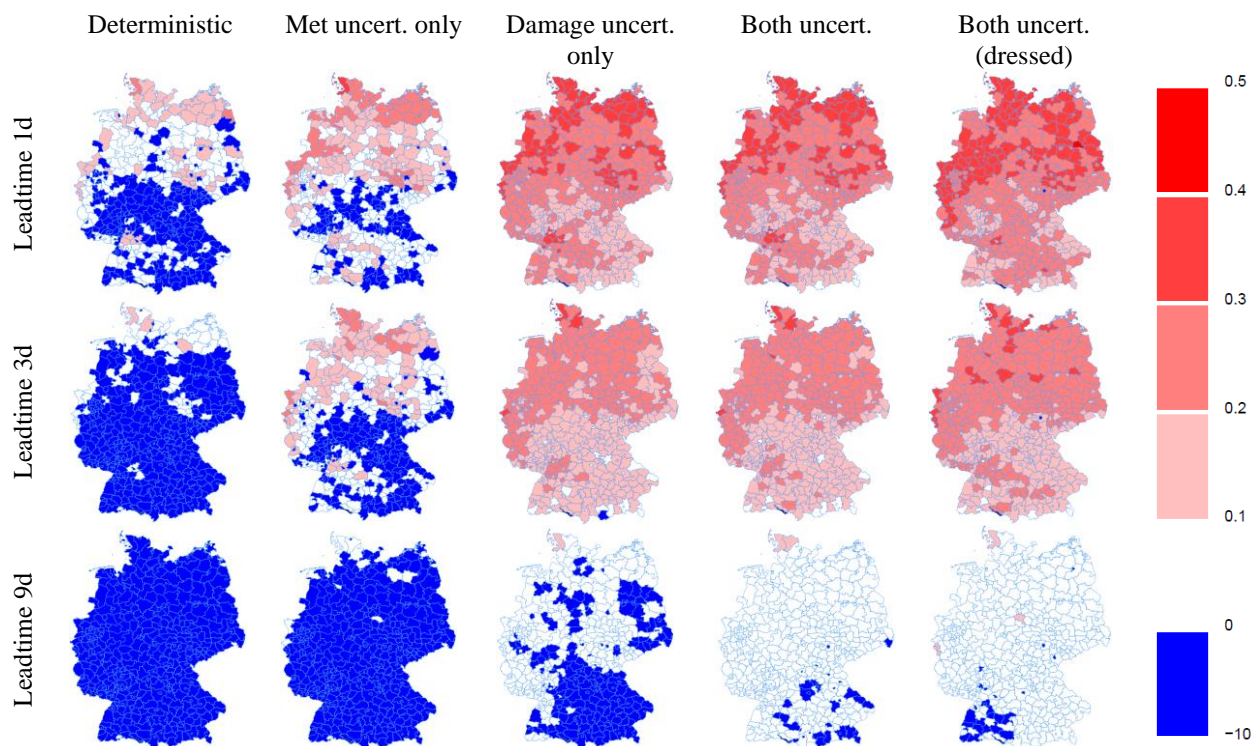 Deterministic
Met uncert. only
Damage uncert.
only
Both uncert.
Both uncert.
(dressed)
Leadtime 1d
Leadtime 3d
Leadtime 9d
0.5
0.4
0.3
0.2
0.1
0
−10